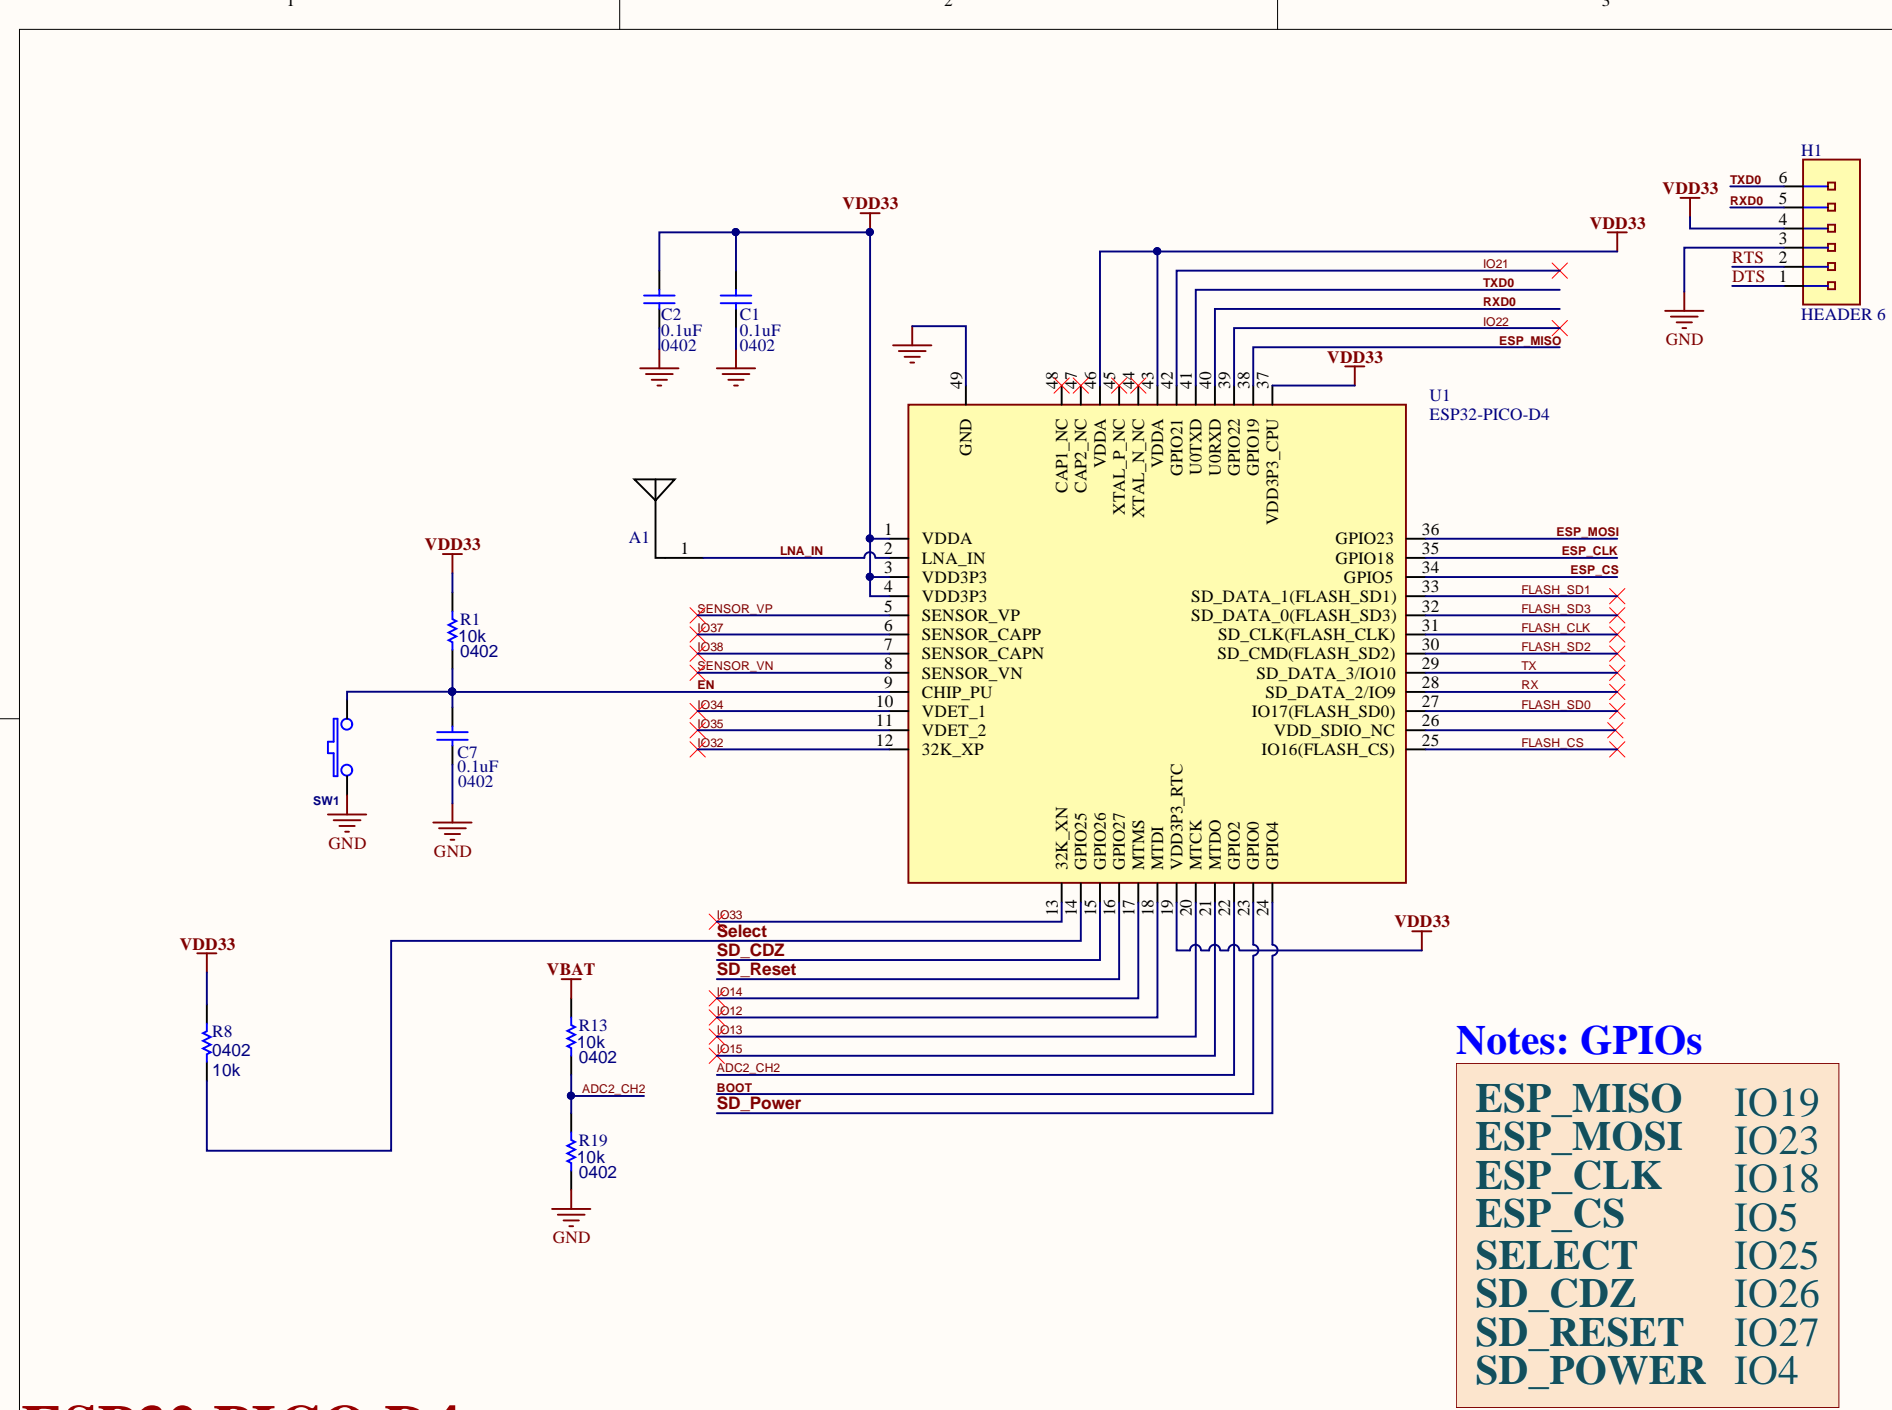 1
2
3
H1
VDD33
TXD0 6
RXD0 5
4
3
RTS 2
DTS 1
HEADER 6
GND
VDD33
VDD33
IO21
TXD0
RXD0
IO22
ESP_MISO
VDD33
C2
0.1uF
0402
C1
0.1uF
0402
49
48
47
46
45
44
43
42
41
40
39
38
37
U1
ESP32-PICO-D4
GND
CAP1_NC
CAP2_NC
VDDA
XTAL_P_NC
XTAL_N_NC
VDDA
GPIO21
U0TXD
U0RXD
GPIO22
GPIO19
VDD3P3_CPU
A1
1
LNA_IN
1 VDDA
2 LNA_IN
3 VDD3P3
4 VDD3P3
SENSOR_VP 5 SENSOR_VP
IO37 6 SENSOR_CAPP
IO38 7 SENSOR_CAPN
SENSOR_VN 8 SENSOR_VN
EN 9 CHIP_PU
IO34 10 VDET_1
IO35 11 VDET_2
IO32 12 32K_XP
GPIO23 36 ESP_MOSI
GPIO18 35 ESP_CLK
GPIO5 34 ESP_CS
SD_DATA_1(FLASH_SD1) 33 FLASH_SD1
SD_DATA_0(FLASH_SD3) 32 FLASH_SD3
SD_CLK(FLASH_CLK) 31 FLASH_CLK
SD_CMD(FLASH_SD2) 30 FLASH_SD2
SD_DATA_3/IO10 29 TX
SD_DATA_2/IO9 28 RX
IO17(FLASH_SD0) 27 FLASH_SD0
VDD_SDIO_NC 26
IO16(FLASH_CS) 25 FLASH_CS
VDD33
R1
10k
0402
C7
0.1uF
0402
SW1
GND
GND
32K_XN
GPIO25
GPIO26
GPIO27
MTMS
MTDI
VDD3P3_RTC
MTCK
MTDO
GPIO2
GPIO0
GPIO4
13
14
15
16
17
18
19
20
21
22
23
24
VDD33
IO33
Select
SD_CDZ
SD_Reset
IO14
IO12
IO13
IO15
ADC2_CH2
BOOT
SD_Power
VDD33
R8
0402
10k
VBAT
R13
10k
0402
ADC2_CH2
R19
10k
0402
GND
Notes: GPIOs
ESP_MISO IO19
ESP_MOSI IO23
ESP_CLK IO18
ESP_CS IO5
SELECT IO25
SD_CDZ IO26
SD_RESET IO27
SD_POWER IO4
ESP32-PICO-D4